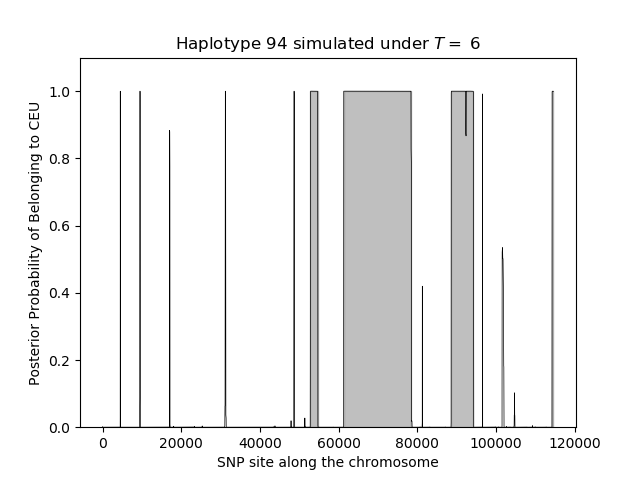 Haplotype 94 simulated under T = 6
Posterior Probability of Belonging to CEU
1.0
0.8
0.6
0.4
0.2
0.0
0 20000 40000 60000 80000 100000 120000
SNP site along the chromosome